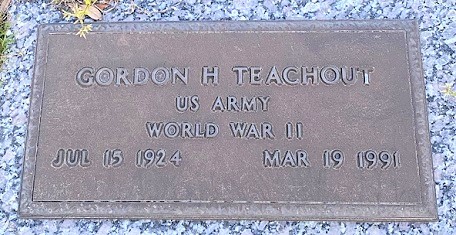 GORDON H TEACHOUT
US ARMY
WORLD WAR II
JUL 15 1924 MAR 19 1991